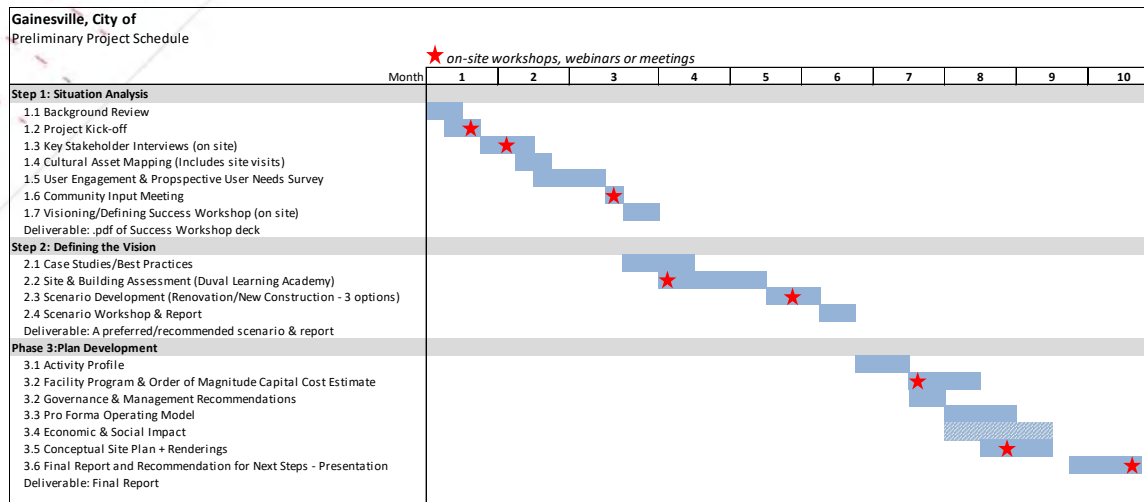 Gainesville, City of
Preliminary Project Schedule
on-site workshops, webinars or meetings
Month 1 2 3 4 5 6 7 8 9 10
Step 1: Situation Analysis
1.1 Background Review
1.2 Project Kick-off
1.3 Key Stakeholder Interviews (on site)
1.4 Cultural Asset Mapping (Includes site visits)
1.5 User Engagement & Propspective User Needs Survey
1.6 Community Input Meeting
1.7 Visioning/Defining Success Workshop (on site)
Deliverable: .pdf of Success Workshop deck
Step 2: Defining the Vision
2.1 Case Studies/Best Practices
2.2 Site & Building Assessment (Duval Learning Academy)
2.3 Scenario Development (Renovation/New Construction - 3 options)
2.4 Scenario Workshop & Report
Deliverable: A preferred/recommended scenario & report
Phase 3:Plan Development
3.1 Activity Profile
3.2 Facility Program & Order of Magnitude Capital Cost Estimate
3.2 Governance & Management Recommendations
3.3 Pro Forma Operating Model
3.4 Economic & Social Impact
3.5 Conceptual Site Plan + Renderings
3.6 Final Report and Recommendation for Next Steps - Presentation
Deliverable: Final Report